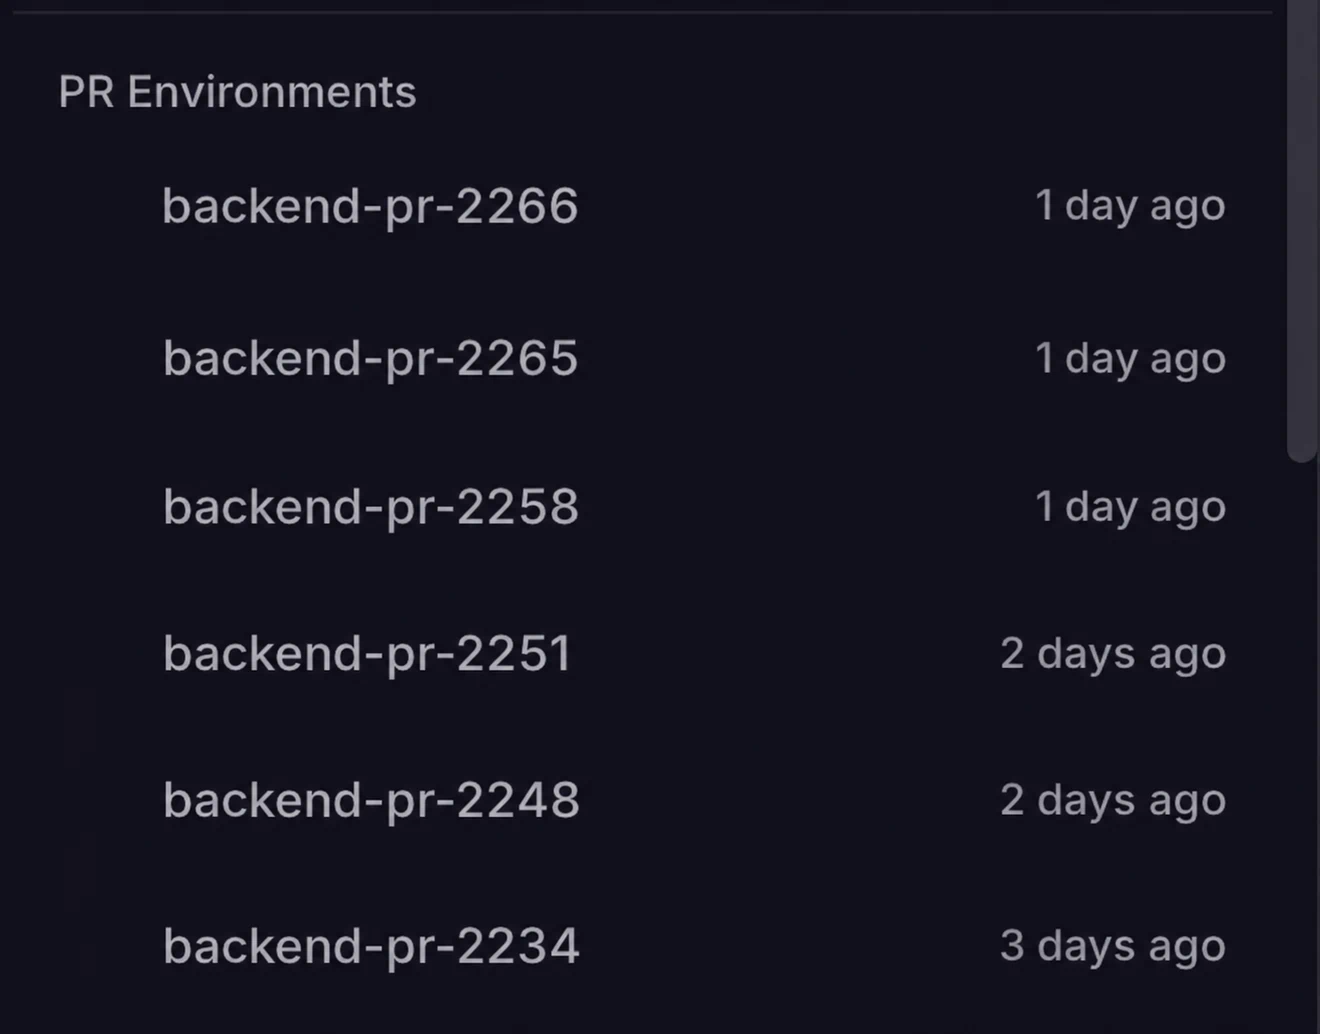 PR Environments
backend-pr-2266 1 day ago
backend-pr-2265 1 day ago
backend-pr-2258 1 day ago
backend-pr-2251 2 days ago
backend-pr-2248 2 days ago
backend-pr-2234 3 days ago